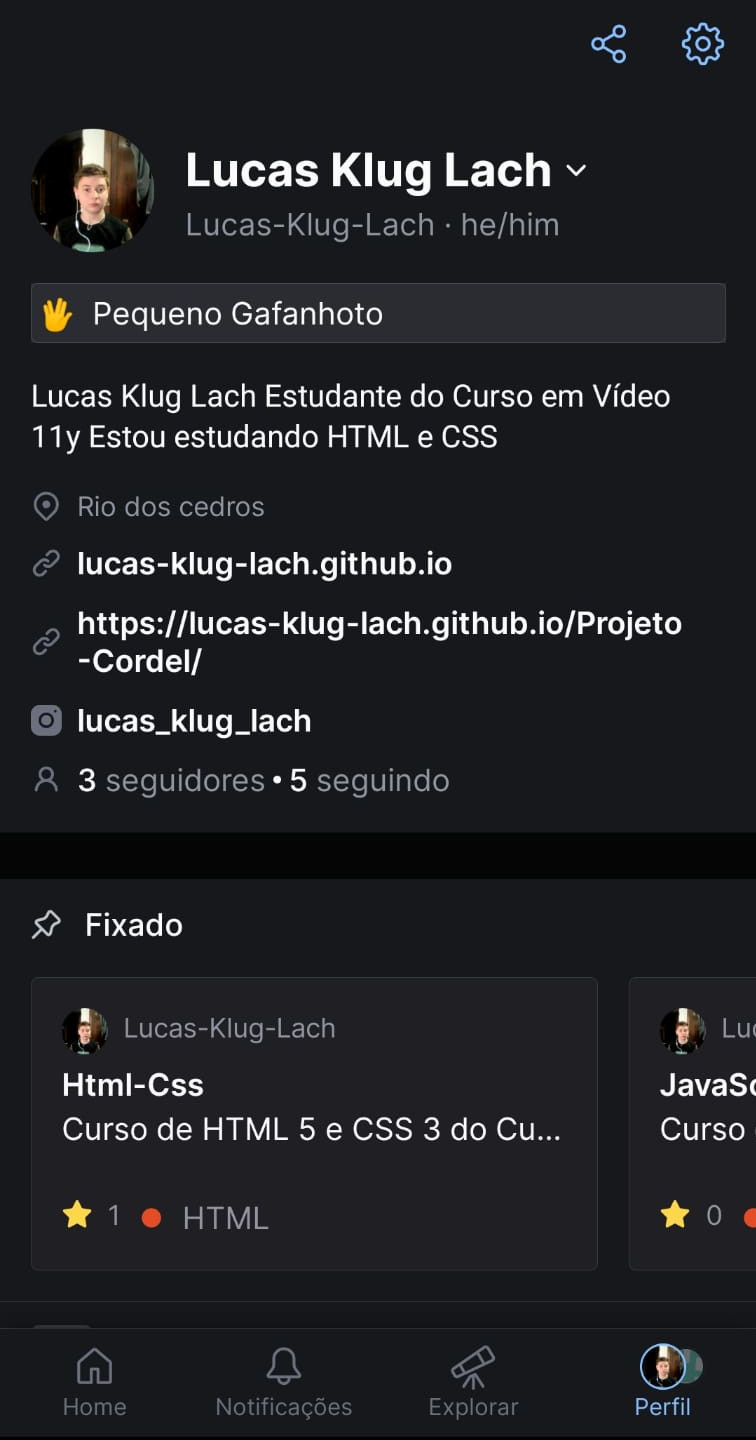 Lucas Klug Lach
Lucas-Klug-Lach · he/him
Pequeno Gafanhoto
Lucas Klug Lach Estudante do Curso em Vídeo
11y Estou estudando HTML e CSS
Rio dos cedros
lucas-klug-lach.github.io
https://lucas-klug-lach.github.io/Projeto
-Cordel/
lucas_klug_lach
3 seguidores • 5 seguindo
Fixado
Lucas-Klug-Lach
Html-Css
Curso de HTML 5 e CSS 3 do Cu...
1 HTML
Curso
0
Home
Notificações
Explorar
Perfil